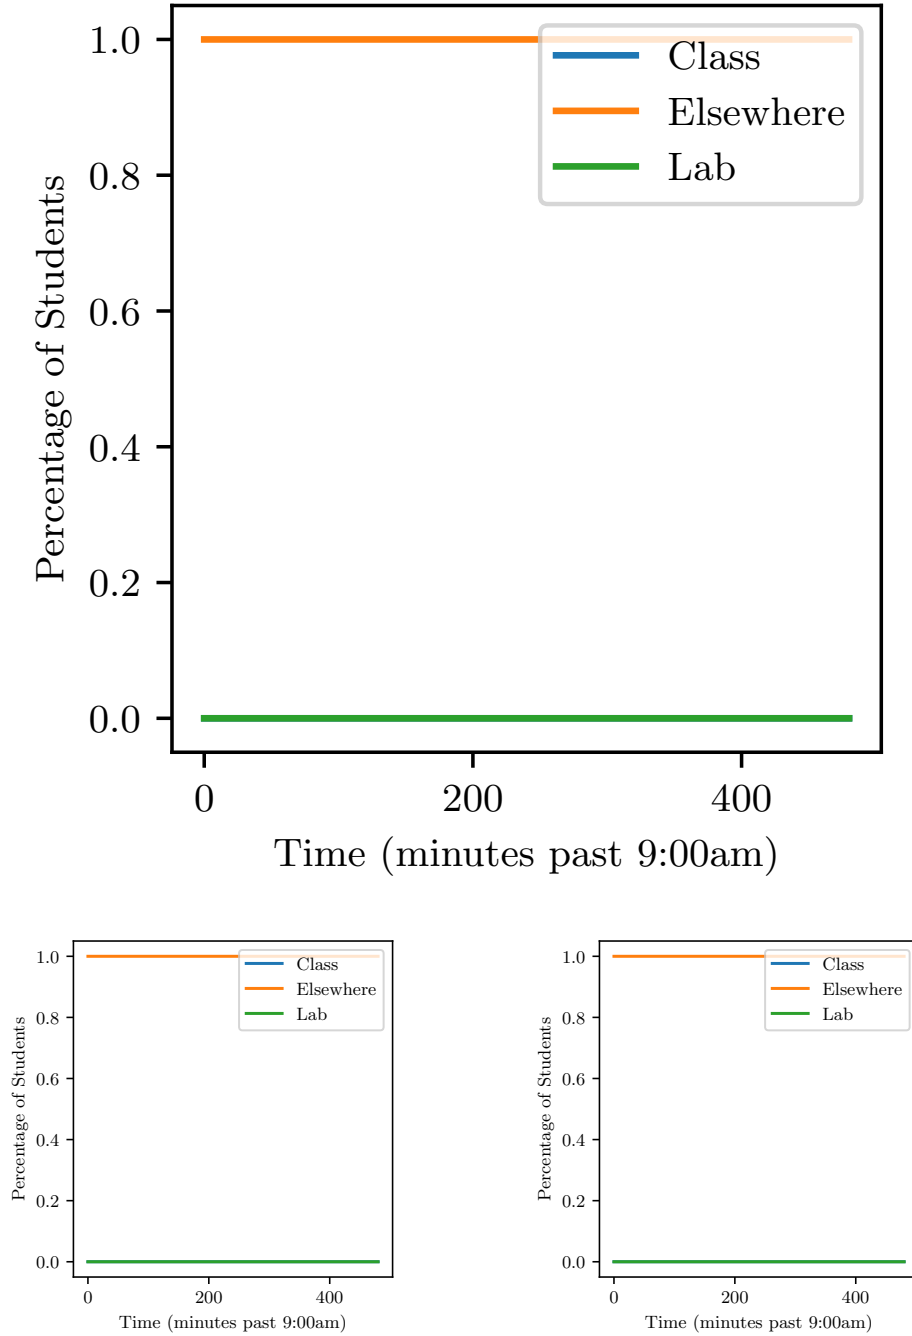 1.0
0.8
0.6
0.4
0.2
0.0
Percentage of Students
Class
Elsewhere
Lab
0 200 400
Time (minutes past 9:00am)
1.0
0.8
0.6
0.4
0.2
0.0
Percentage of Students
Class
Elsewhere
Lab
0 200 400
Time (minutes past 9:00am)
1.0
0.8
0.6
0.4
0.2
0.0
Percentage of Students
Class
Elsewhere
Lab
0 200 400
Time (minutes past 9:00am)